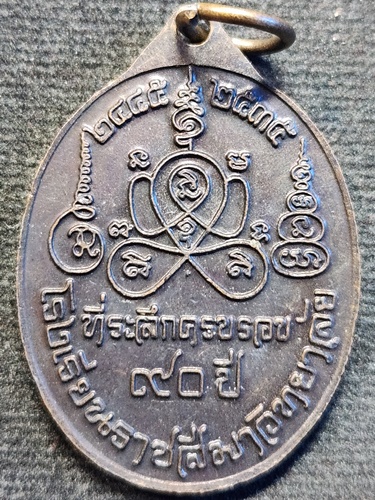 ๒๔๔๕ ๒๕๓๕
ที่ระลึกครบรอบ
๙๐ ปี
โรงเรียนราชสีมาวิทยาลัย